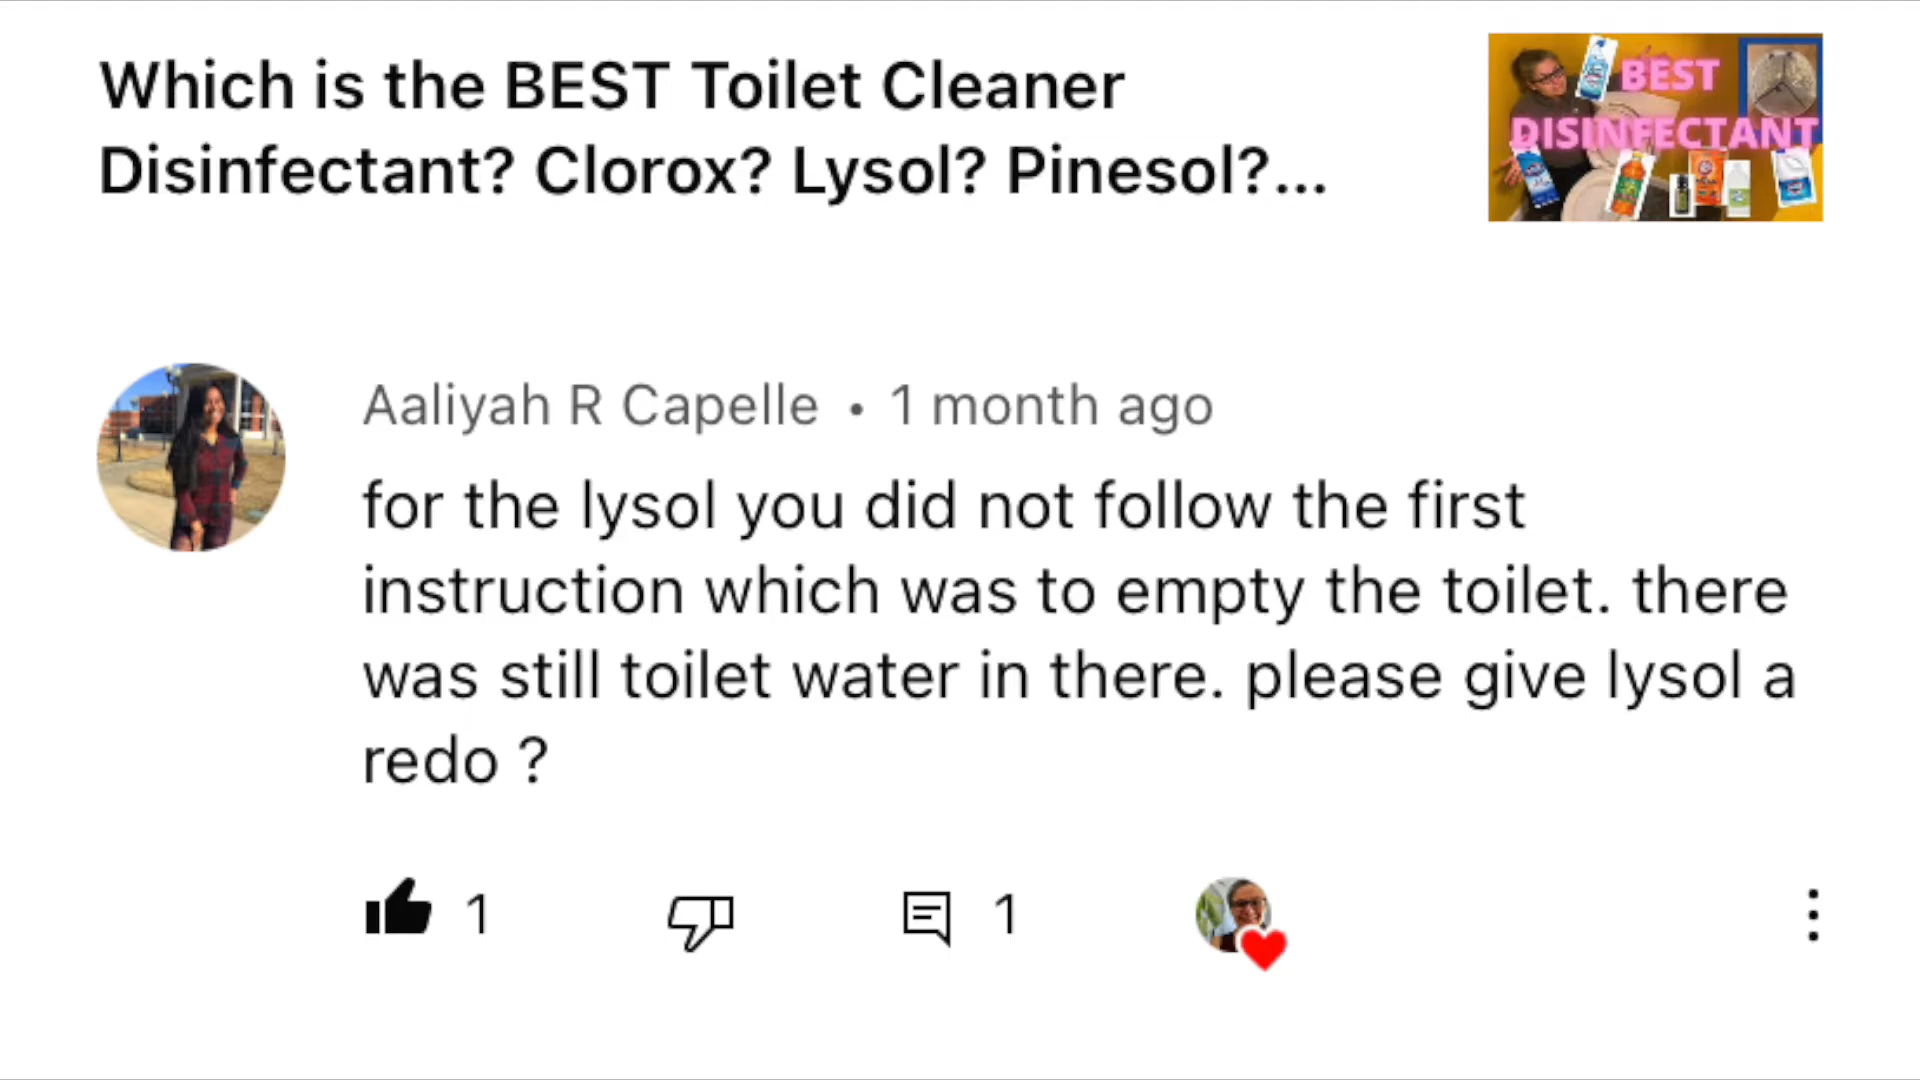 Which is the BEST Toilet Cleaner
Disinfectant? Clorox? Lysol? Pinesol?...
BEST
DISINFECTANT
Aaliyah R Capelle • 1 month ago
for the lysol you did not follow the first
instruction which was to empty the toilet. there
was still toilet water in there. please give lysol a
redo ?
1
1